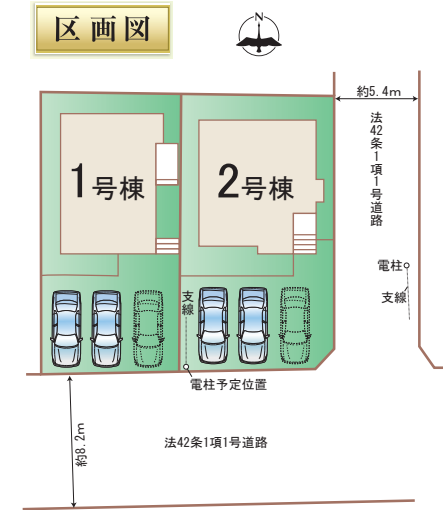 区画図
N
約5.4m
法42条1項1号道路
1号棟
2号棟
電柱
支線
支線
電柱予定位置
約8.2m
法42条1項1号道路